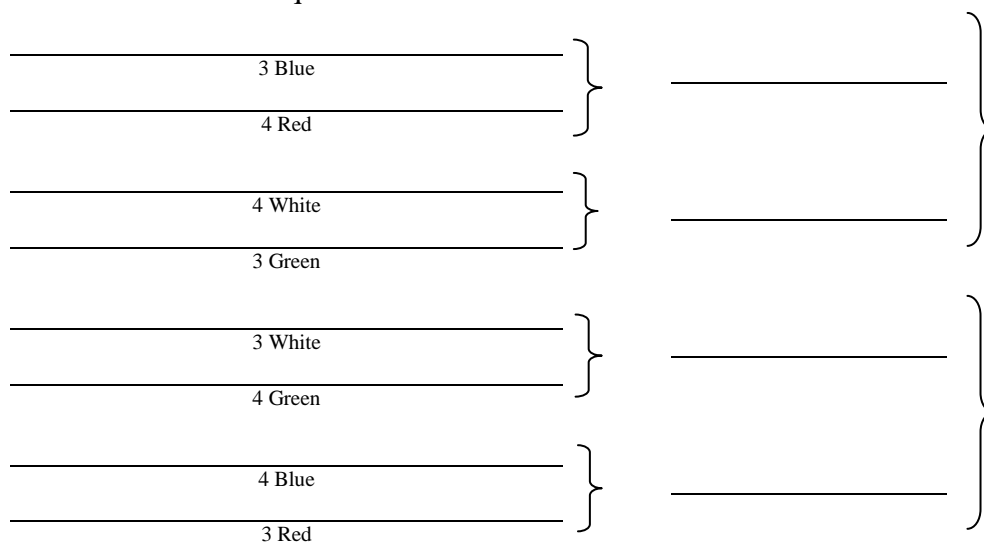 3 Blue
4 Red
4 White
3 Green
3 White
4 Green
4 Blue
3 Red